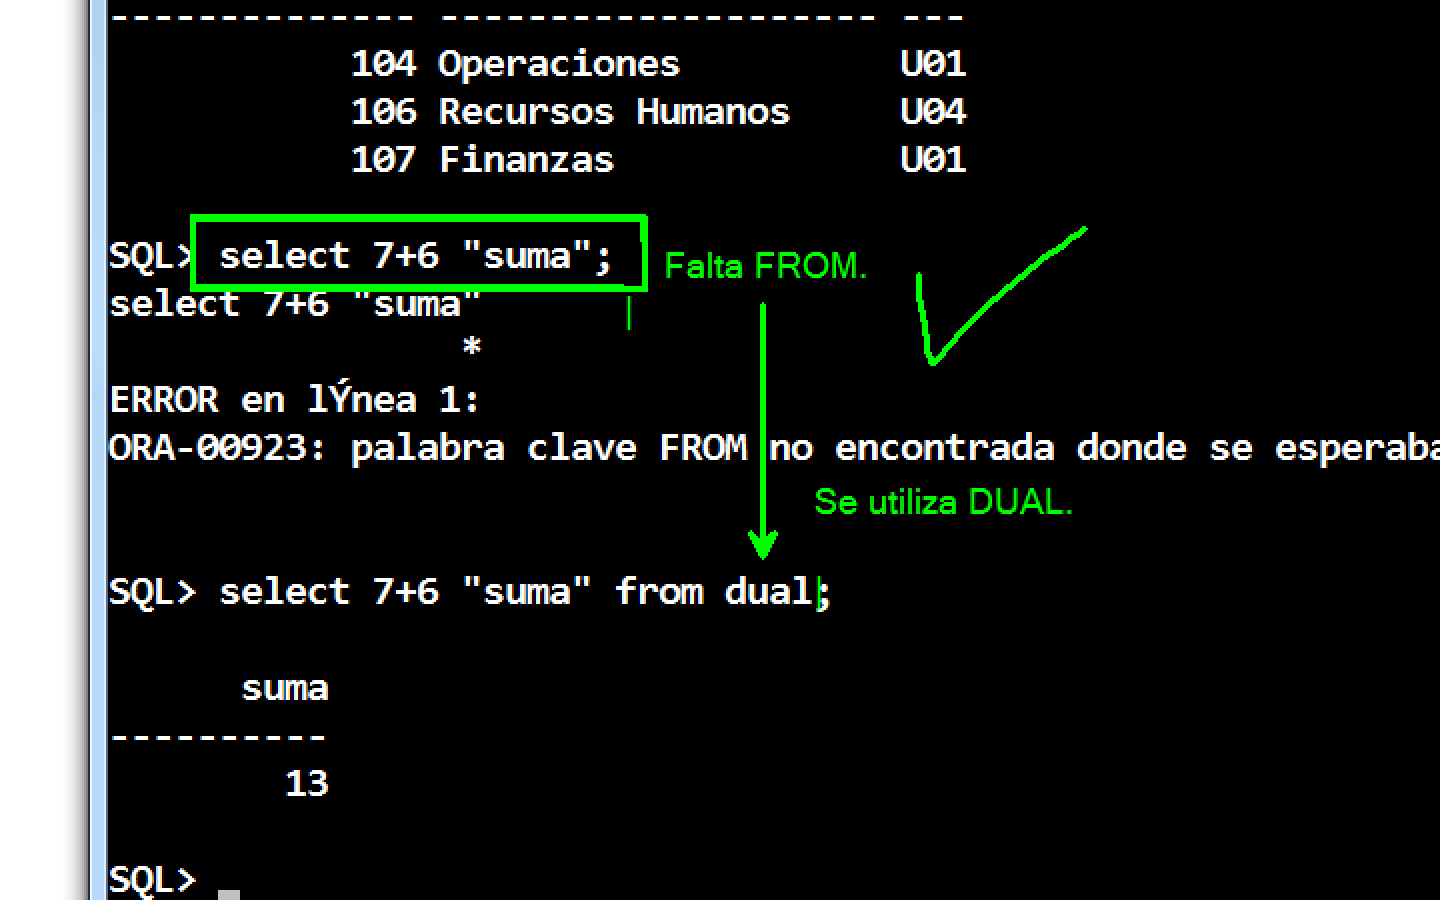 -------------- -------------------- ---
104 Operaciones U01
106 Recursos Humanos U04
107 Finanzas U01
SQL> select 7+6 "suma";
Falta FROM.
select 7+6 "suma"
*
ERROR en lÝnea 1:
ORA-00923: palabra clave FROM no encontrada donde se esperaba
Se utiliza DUAL.
SQL> select 7+6 "suma" from dual;
suma
----------
13
SQL>